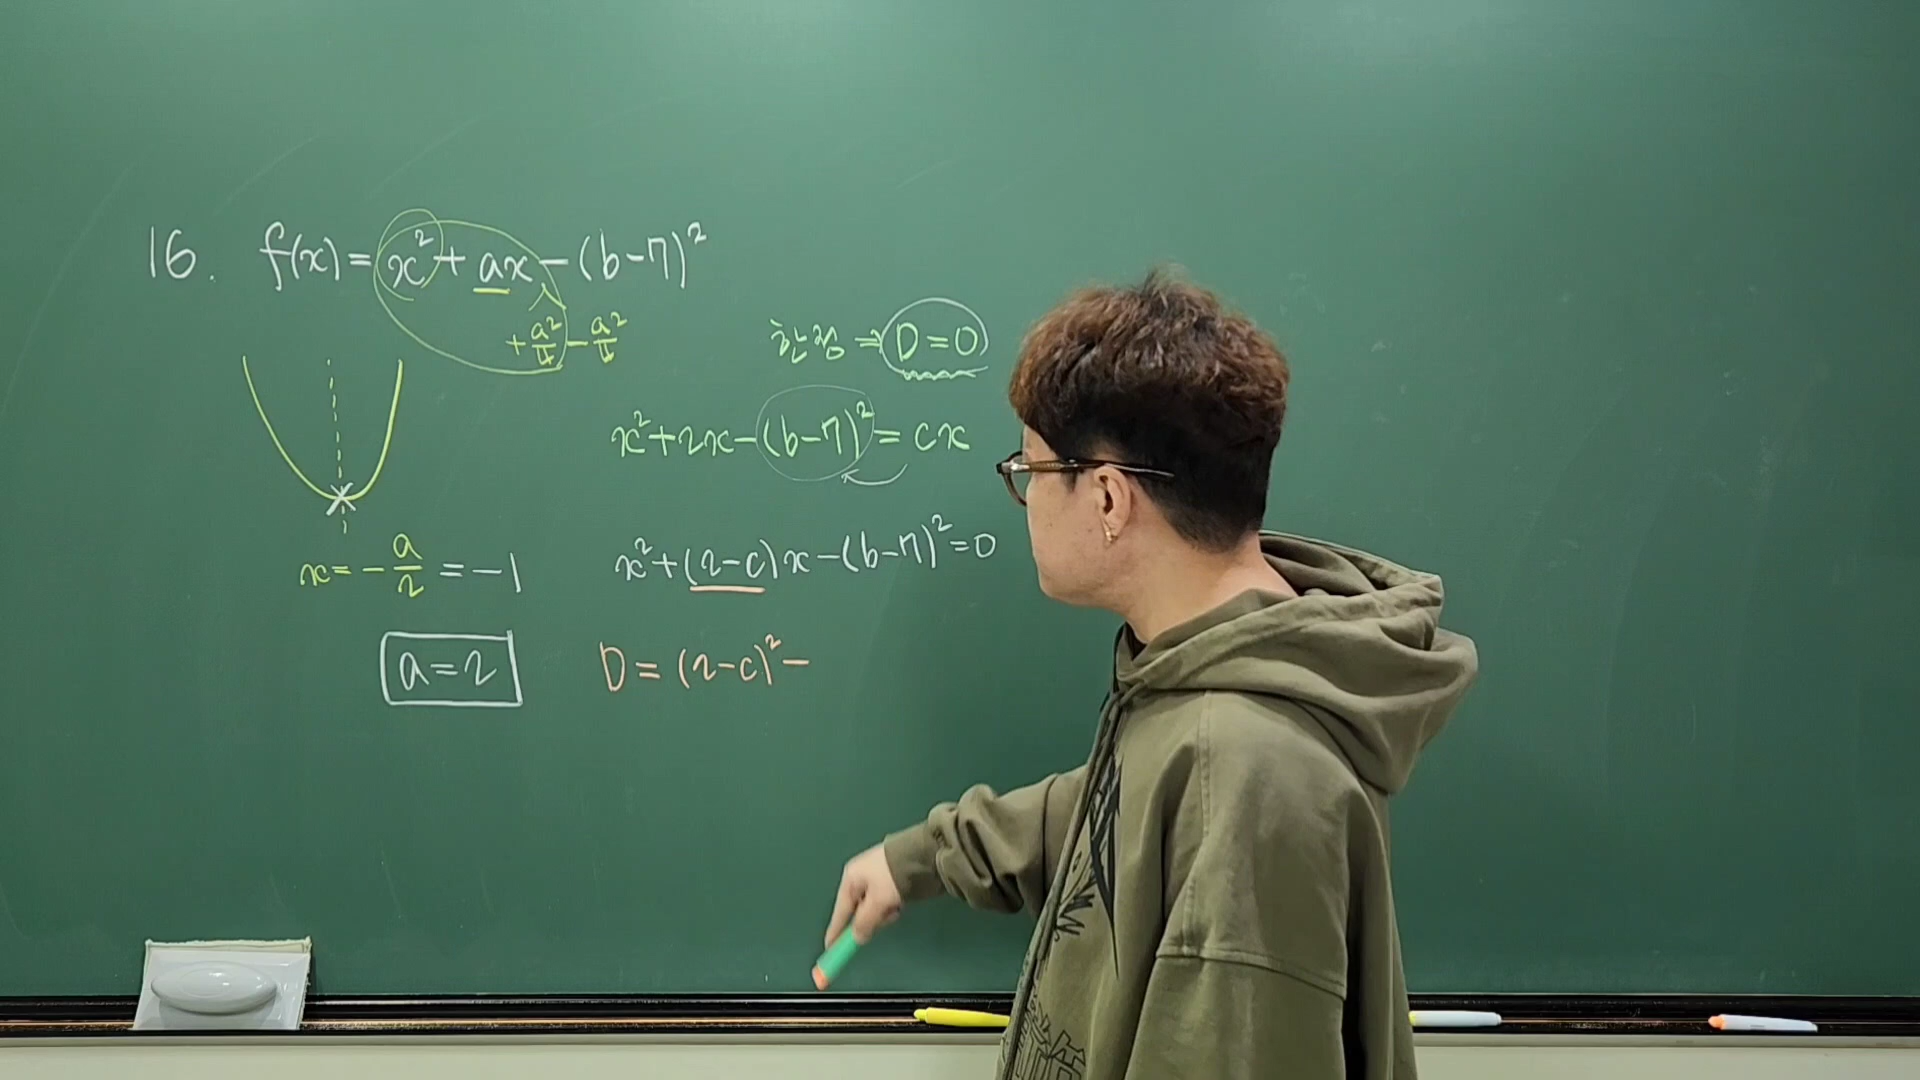 16. f(x) = x² + ax - (b-7)²
+ a²/4 - a²/4
한 점 ⇒ D = 0
x² + 2x - (b-7)² = cx
x = - a/2 = -1
x² + (2-c)x - (b-7)² = 0
a = 2
D = (2-c)² -